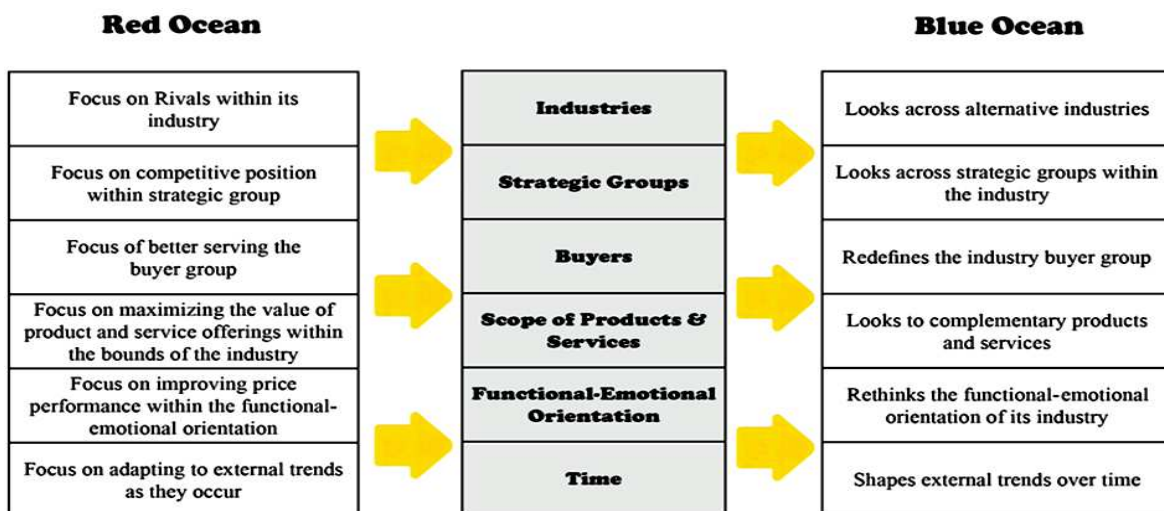 Red Ocean
Blue Ocean
Focus on Rivals within its
industry
Industries
Looks across alternative industries
Focus on competitive position
within strategic group
Strategic Groups
Looks across strategic groups within
the industry
Focus of better serving the
buyer group
Buyers
Redefines the industry buyer group
Focus on maximizing the value of
product and service offerings within
the bounds of the industry
Scope of Products &
Services
Looks to complementary products
and services
Focus on improving price
performance within the functional-
emotional orientation
Functional-Emotional
Orientation
Rethinks the functional-emotional
orientation of its industry
Focus on adapting to external trends
as they occur
Time
Shapes external trends over time